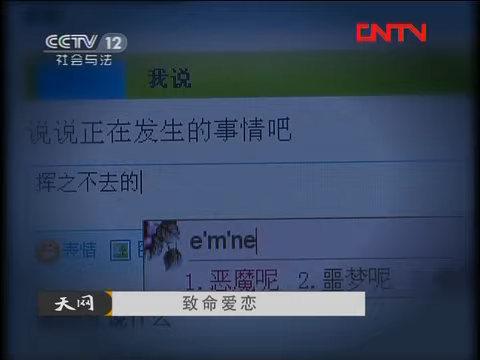 CCTV 12
社会与法
CNTV
我说
说说正在发生的事情吧
挥之不去的
表情
e'm'ne
1.恶魔呢 2.噩梦呢
天网
致命爱恋